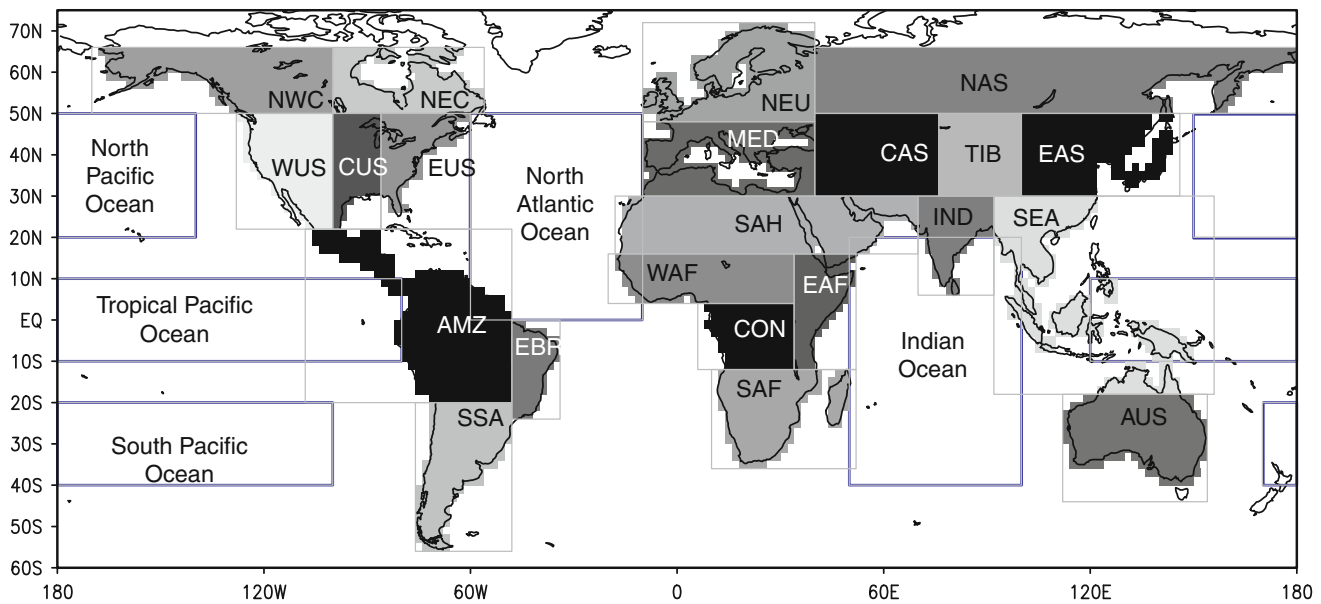 70N
60N
NAS
NWC
NEC
NEU
50N
North
Pacific
Ocean
MED
40N
WUS
CUS
EUS
CAS
TIB
EAS
North
Atlantic
Ocean
30N
SAH
IND
SEA
20N
WAF
EAF
10N
Tropical Pacific
Ocean
EQ
AMZ
EBR
CON
Indian
Ocean
10S
SAF
20S
SSA
AUS
30S
South Pacific
Ocean
40S
50S
60S
180
120W
60W
0
60E
120E
180